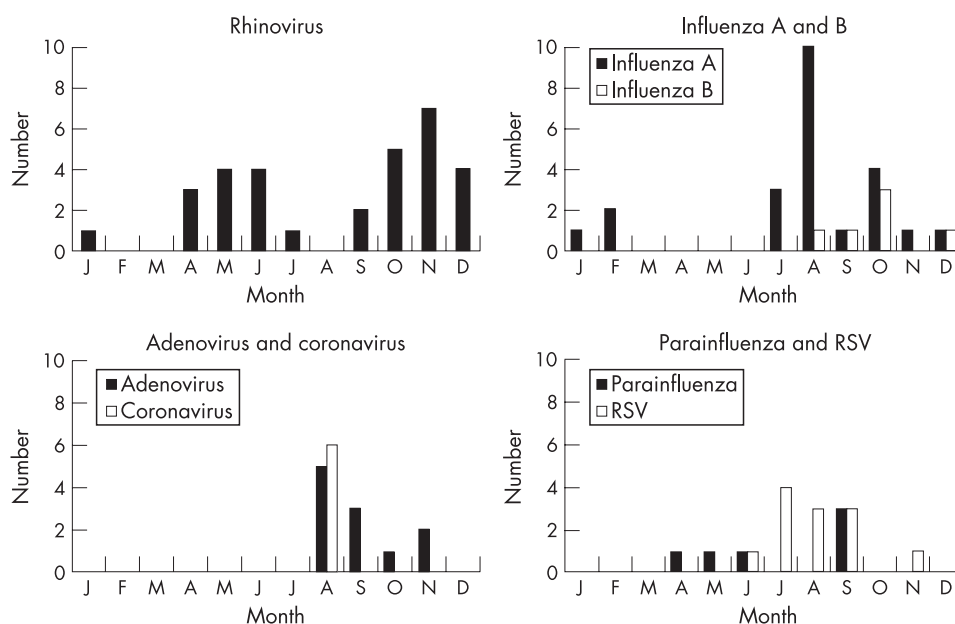 Rhinovirus
10
8
6
4
2
0
Number
J F M A M J J A S O N D
Month
Influenza A and B
10
8
6
4
2
0
Number
Influenza A
Influenza B
J F M A M J J A S O N D
Month
Adenovirus and coronavirus
10
8
6
4
2
0
Number
Adenovirus
Coronavirus
J F M A M J J A S O N D
Month
Parainfluenza and RSV
10
8
6
4
2
0
Number
Parainfluenza
RSV
J F M A M J J A S O N D
Month